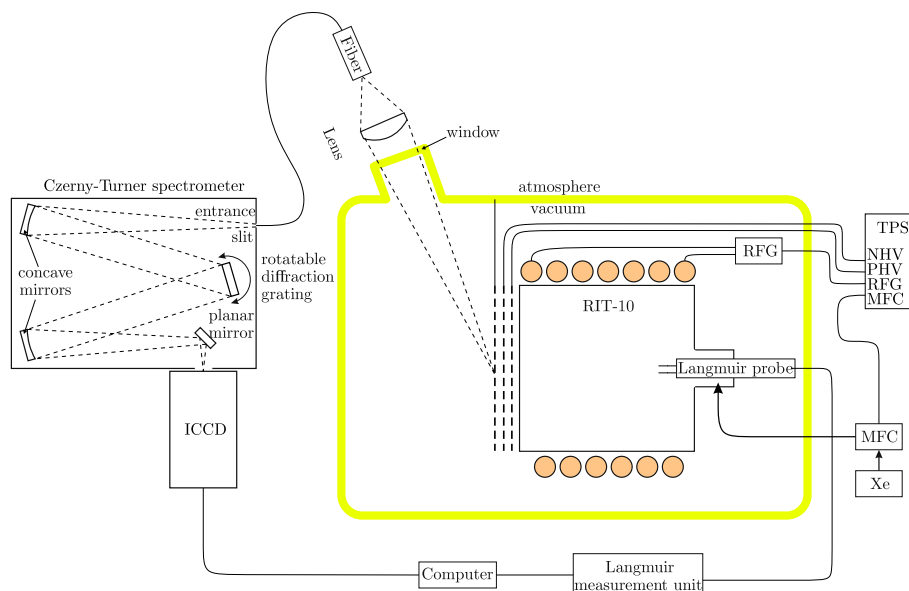 Fiber
Lens
window
Czerny-Turner spectrometer
entrance
slit
concave
mirrors
rotatable
diffraction
grating
planar
mirror
atmosphere
vacuum
RFG
RIT-10
Langmuir probe
TPS
NHV
PHV
RFG
MFC
ICCD
MFC
Xe
Computer
Langmuir
measurement unit